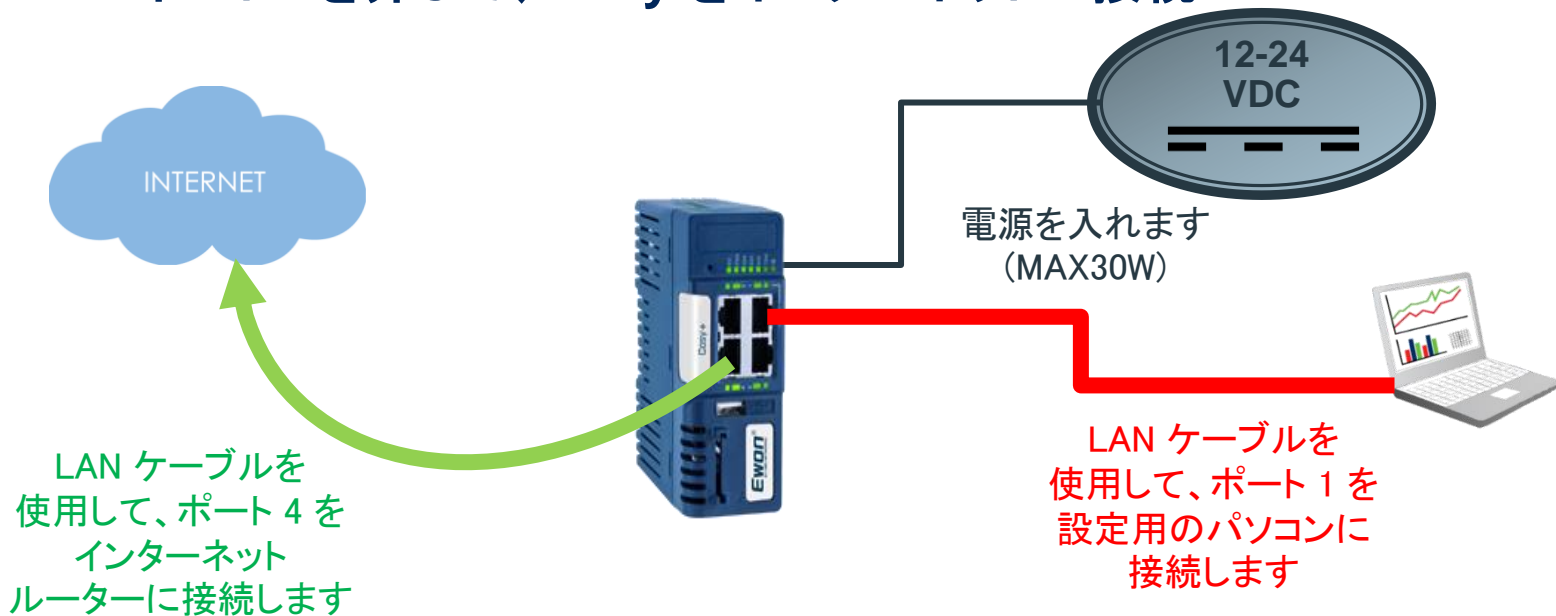 12-24
VDC
INTERNET
電源を入れます
(MAX30W)
Cosy+
Ewon
LAN ケーブルを
使用して、ポート 4 を
インターネット
ルーターに接続します
LAN ケーブルを
使用して、ポート 1 を
設定用のパソコンに
接続します